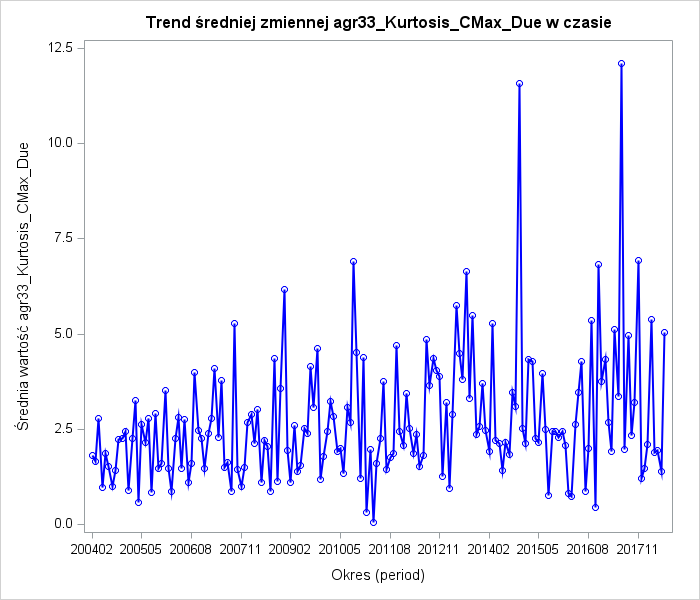 Trend średniej zmiennej agr33_Kurtosis_CMax_Due w czasie
Średnia wartość agr33_Kurtosis_CMax_Due
12.5
10.0
7.5
5.0
2.5
0.0
200402 200505 200608 200711 200902 201005 201108 201211 201402 201505 201608 201711
Okres (period)